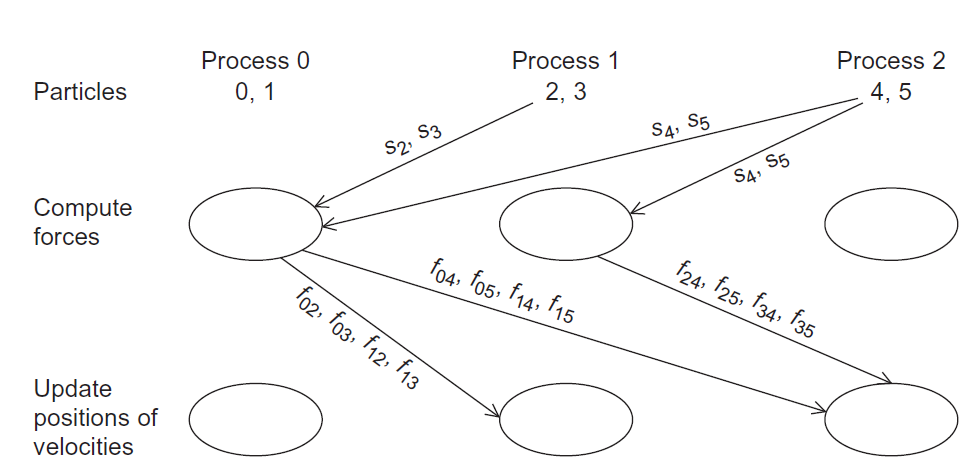 Process 0 Process 1 Process 2
Particles 0, 1 2, 3 4, 5
s2, s3
s4, s5
s4, s5
Compute
forces
f02, f03, f12, f13
f04, f05, f14, f15
f24, f25, f34, f35
Update
positions of
velocities